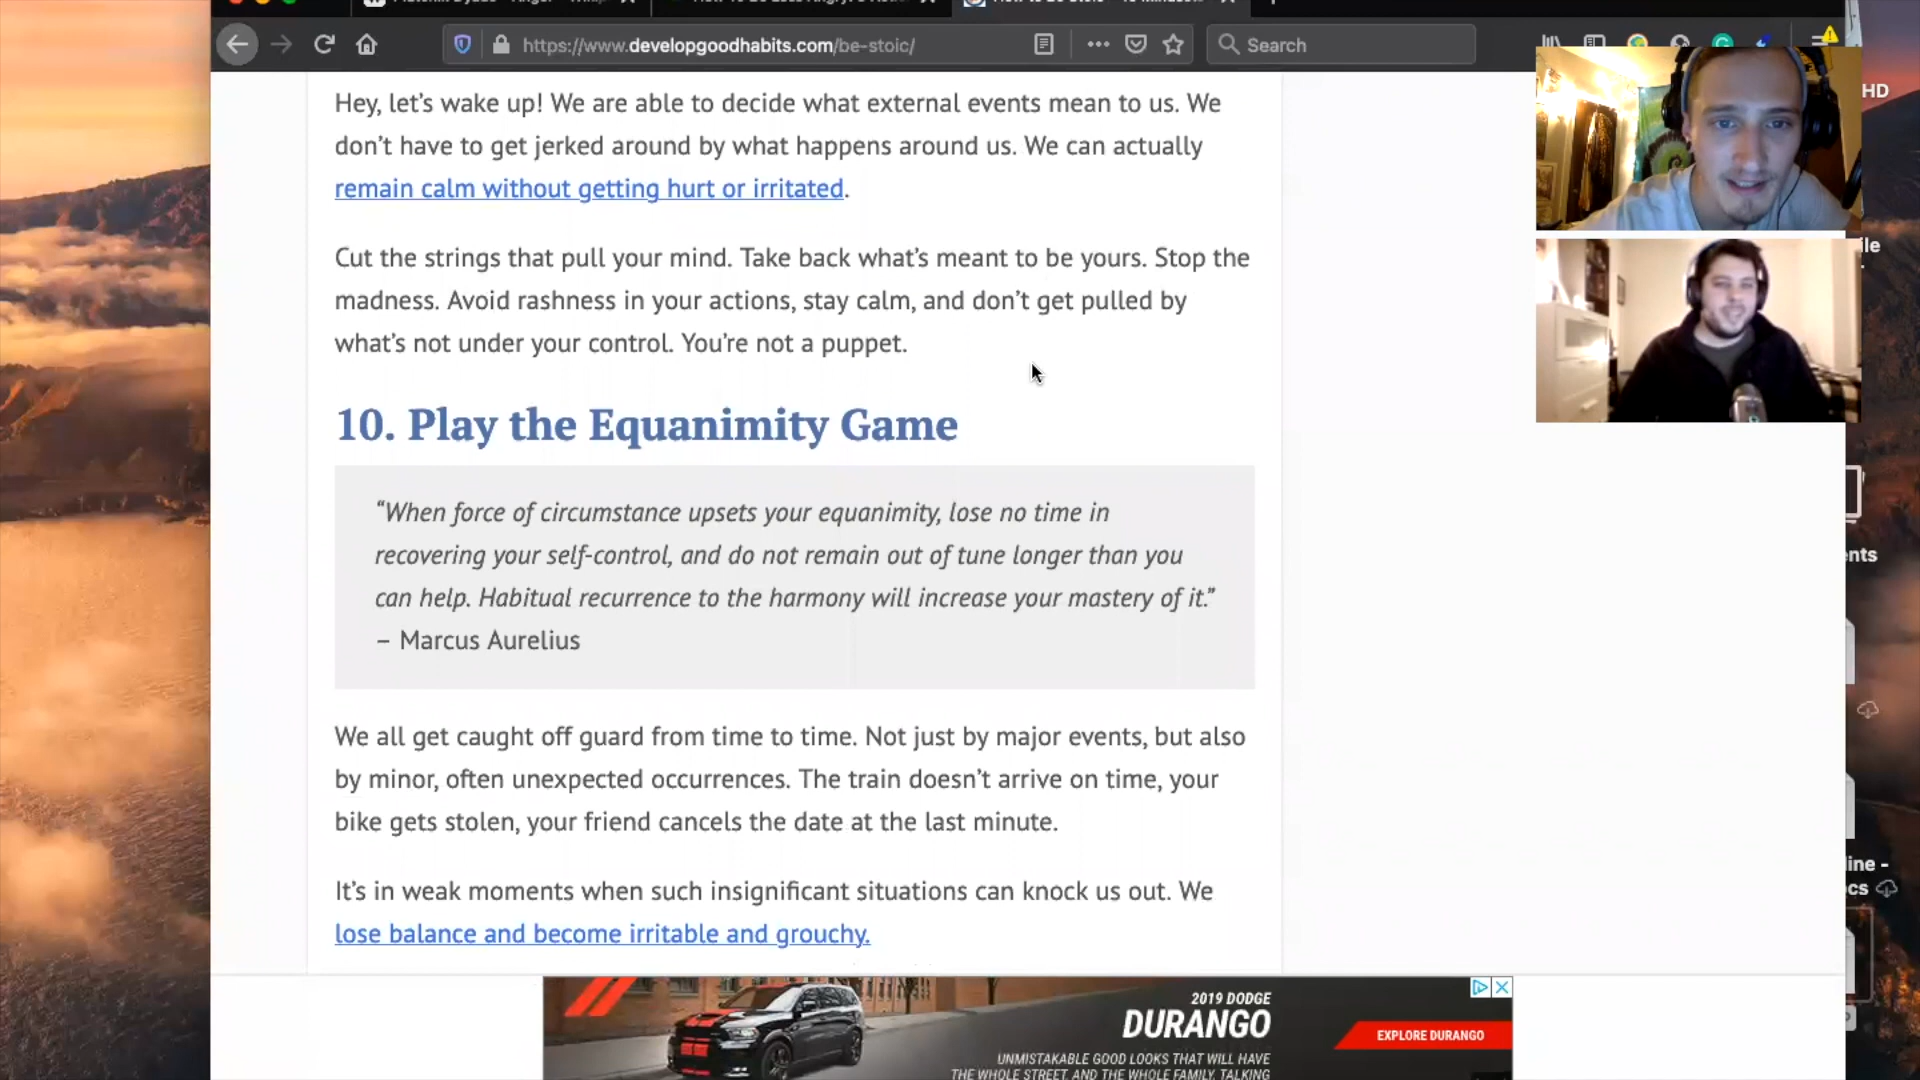 https://www.developgoodhabits.com/be-stoic/
Search
Hey, let's wake up! We are able to decide what external events mean to us. We
don't have to get jerked around by what happens around us. We can actually
remain calm without getting hurt or irritated.
Cut the strings that pull your mind. Take back what's meant to be yours. Stop the
madness. Avoid rashness in your actions, stay calm, and don't get pulled by
what's not under your control. You're not a puppet.
10. Play the Equanimity Game
“When force of circumstance upsets your equanimity, lose no time in
recovering your self-control, and do not remain out of tune longer than you
can help. Habitual recurrence to the harmony will increase your mastery of it.”
– Marcus Aurelius
We all get caught off guard from time to time. Not just by major events, but also
by minor, often unexpected occurrences. The train doesn't arrive on time, your
bike gets stolen, your friend cancels the date at the last minute.
It's in weak moments when such insignificant situations can knock us out. We
lose balance and become irritable and grouchy.
2019 DODGE
DURANGO
UNMISTAKABLE GOOD LOOKS THAT WILL HAVE
THE WHOLE STREET, AND THE WHOLE FAMILY, TALKING
EXPLORE DURANGO
HD